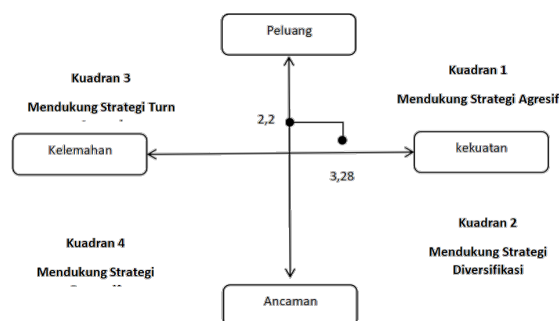 Peluang
Kuadran 3
Mendukung Strategi Turn
Kuadran 1
Mendukung Strategi Agresif
2,2
Kelemahan
kekuatan
3,28
Kuadran 4
Mendukung Strategi
Kuadran 2
Mendukung Strategi
Diversifikasi
Ancaman